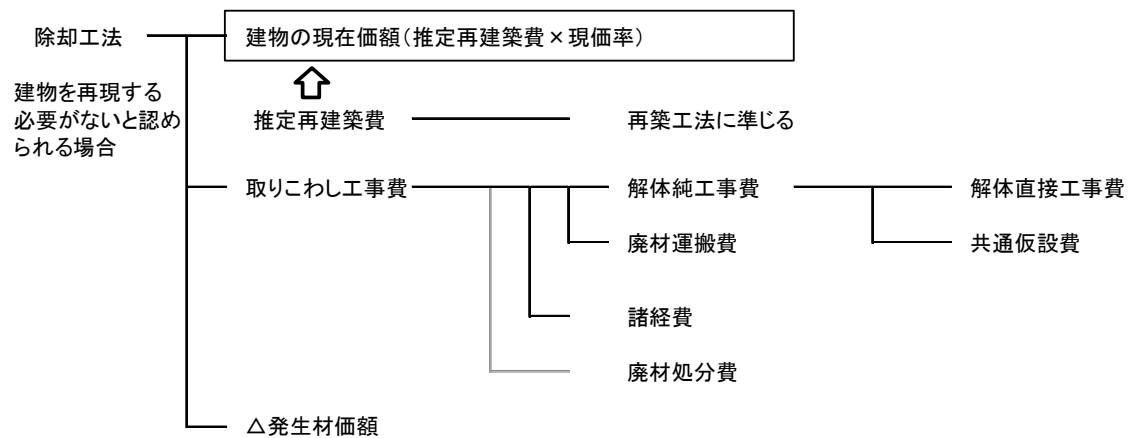 除却工法
建物の現在価額（推定再建築費×現価率）
建物を再現する
必要がないと認め
られる場合
推定再建築費
再築工法に準じる
取りこわし工事費
解体純工事費
解体直接工事費
廃材運搬費
共通仮設費
諸経費
廃材処分費
△発生材価額